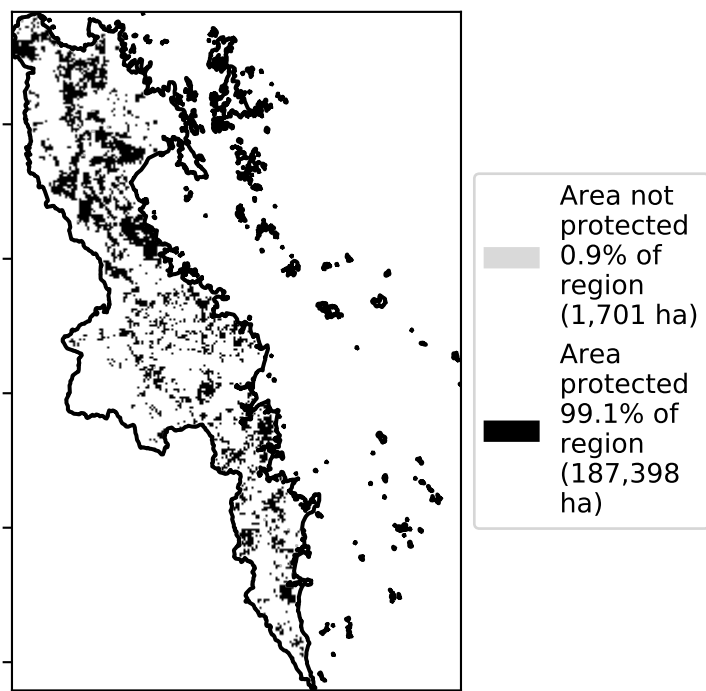 Area not
protected
0.9% of
region
(1,701 ha)
Area
protected
99.1% of
region
(187,398
ha)